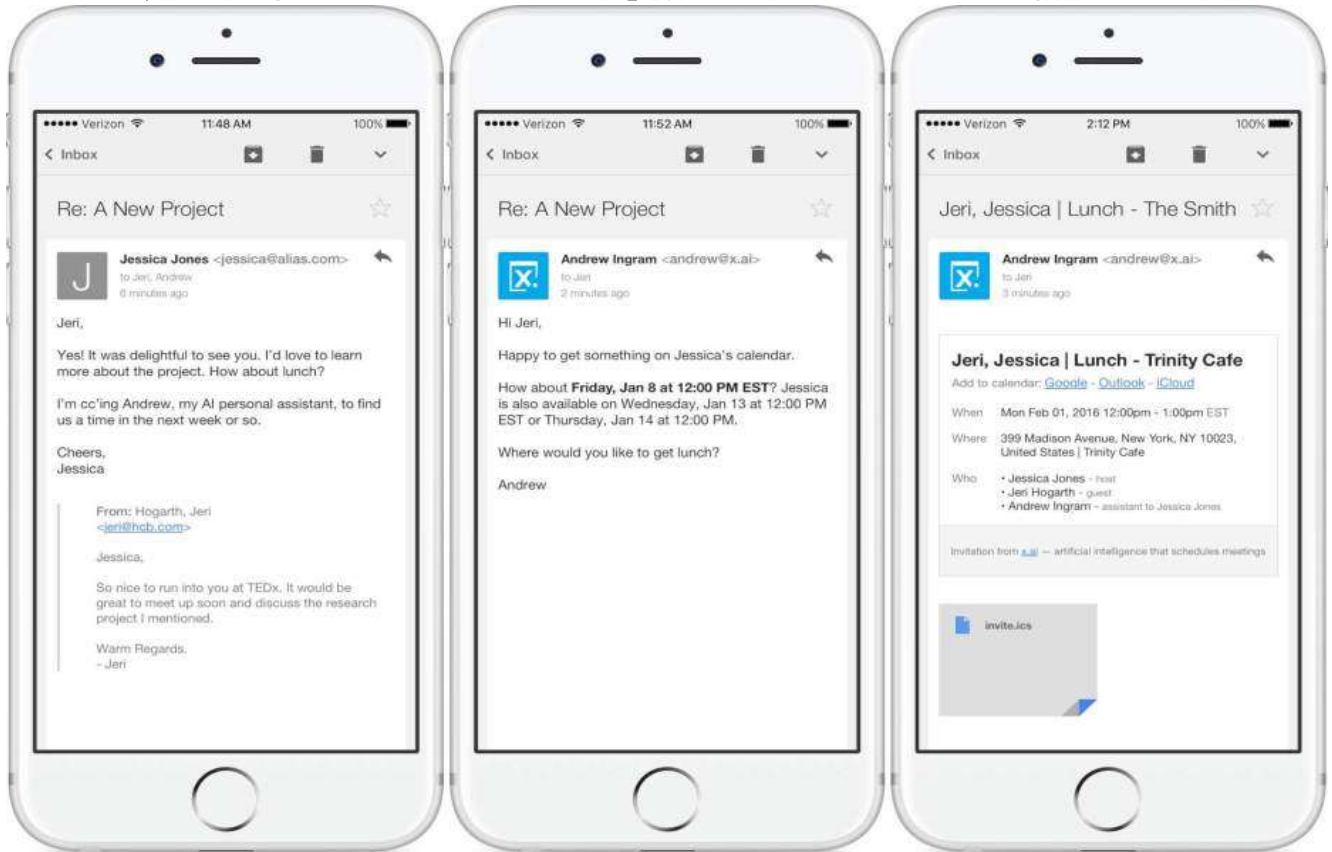 Verizon 11:48 AM 100%
Inbox
Re: A New Project
J
Jessica Jones <jessica@alias.com>
to Jeri, Andrew
6 minutes ago
Jeri,
Yes! It was delightful to see you. I'd love to learn
more about the project. How about lunch?
I'm cc'ing Andrew, my AI personal assistant, to find
us a time in the next week or so.
Cheers,
Jessica
From: Hogarth, Jeri
<jeri@hcb.com>
Jessica,
So nice to run into you at TEDx. It would be
great to meet up soon and discuss the research
project I mentioned.
Warm Regards.
- Jeri
Verizon 11:52 AM 100%
Inbox
Re: A New Project
x.
Andrew Ingram <andrew@x.ai>
to Jeri
2 minutes ago
Hi Jeri,
Happy to get something on Jessica's calendar.
How about Friday, Jan 8 at 12:00 PM EST? Jessica
is also available on Wednesday, Jan 13 at 12:00 PM
EST or Thursday, Jan 14 at 12:00 PM.
Where would you like to get lunch?
Andrew
Verizon 2:12 PM 100%
Inbox
Jeri, Jessica | Lunch - The Smith
x.
Andrew Ingram <andrew@x.ai>
to Jeri
3 minutes ago
Jeri, Jessica | Lunch - Trinity Cafe
Add to calendar: Google - Outlook - iCloud
When Mon Feb 01, 2016 12:00pm - 1:00pm EST
Where 399 Madison Avenue, New York, NY 10023,
United States | Trinity Cafe
Who • Jessica Jones - host
• Jeri Hogarth - guest
• Andrew Ingram - assistant to Jessica Jones
Invitation from x.ai — artificial intelligence that schedules meetings
invite.ics